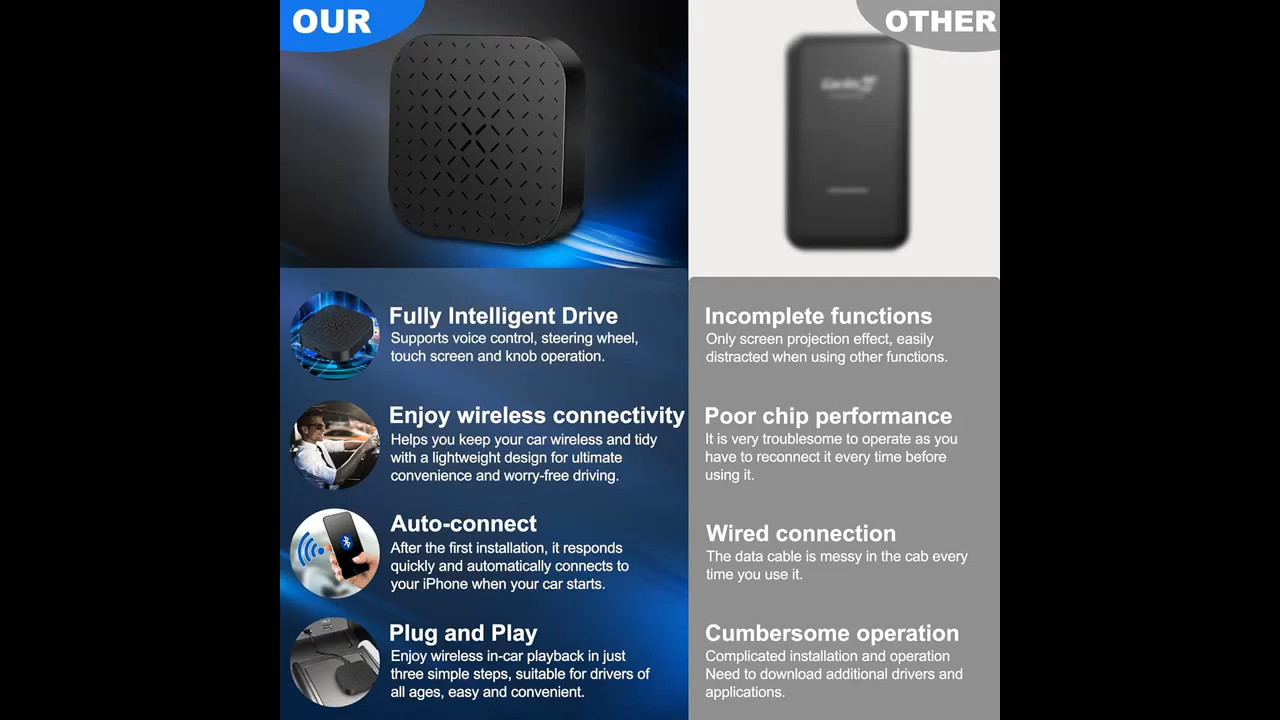 OUR
OTHER
Fully Intelligent Drive
Supports voice control, steering wheel,
touch screen and knob operation.
Enjoy wireless connectivity
Helps you keep your car wireless and tidy
with a lightweight design for ultimate
convenience and worry-free driving.
Auto-connect
After the first installation, it responds
quickly and automatically connects to
your iPhone when your car starts.
Plug and Play
Enjoy wireless in-car playback in just
three simple steps, suitable for drivers of
all ages, easy and convenient.
Incomplete functions
Only screen projection effect, easily
distracted when using other functions.
Poor chip performance
It is very troublesome to operate as you
have to reconnect it every time before
using it.
Wired connection
The data cable is messy in the cab every
time you use it.
Cumbersome operation
Complicated installation and operation
Need to download additional drivers and
applications.